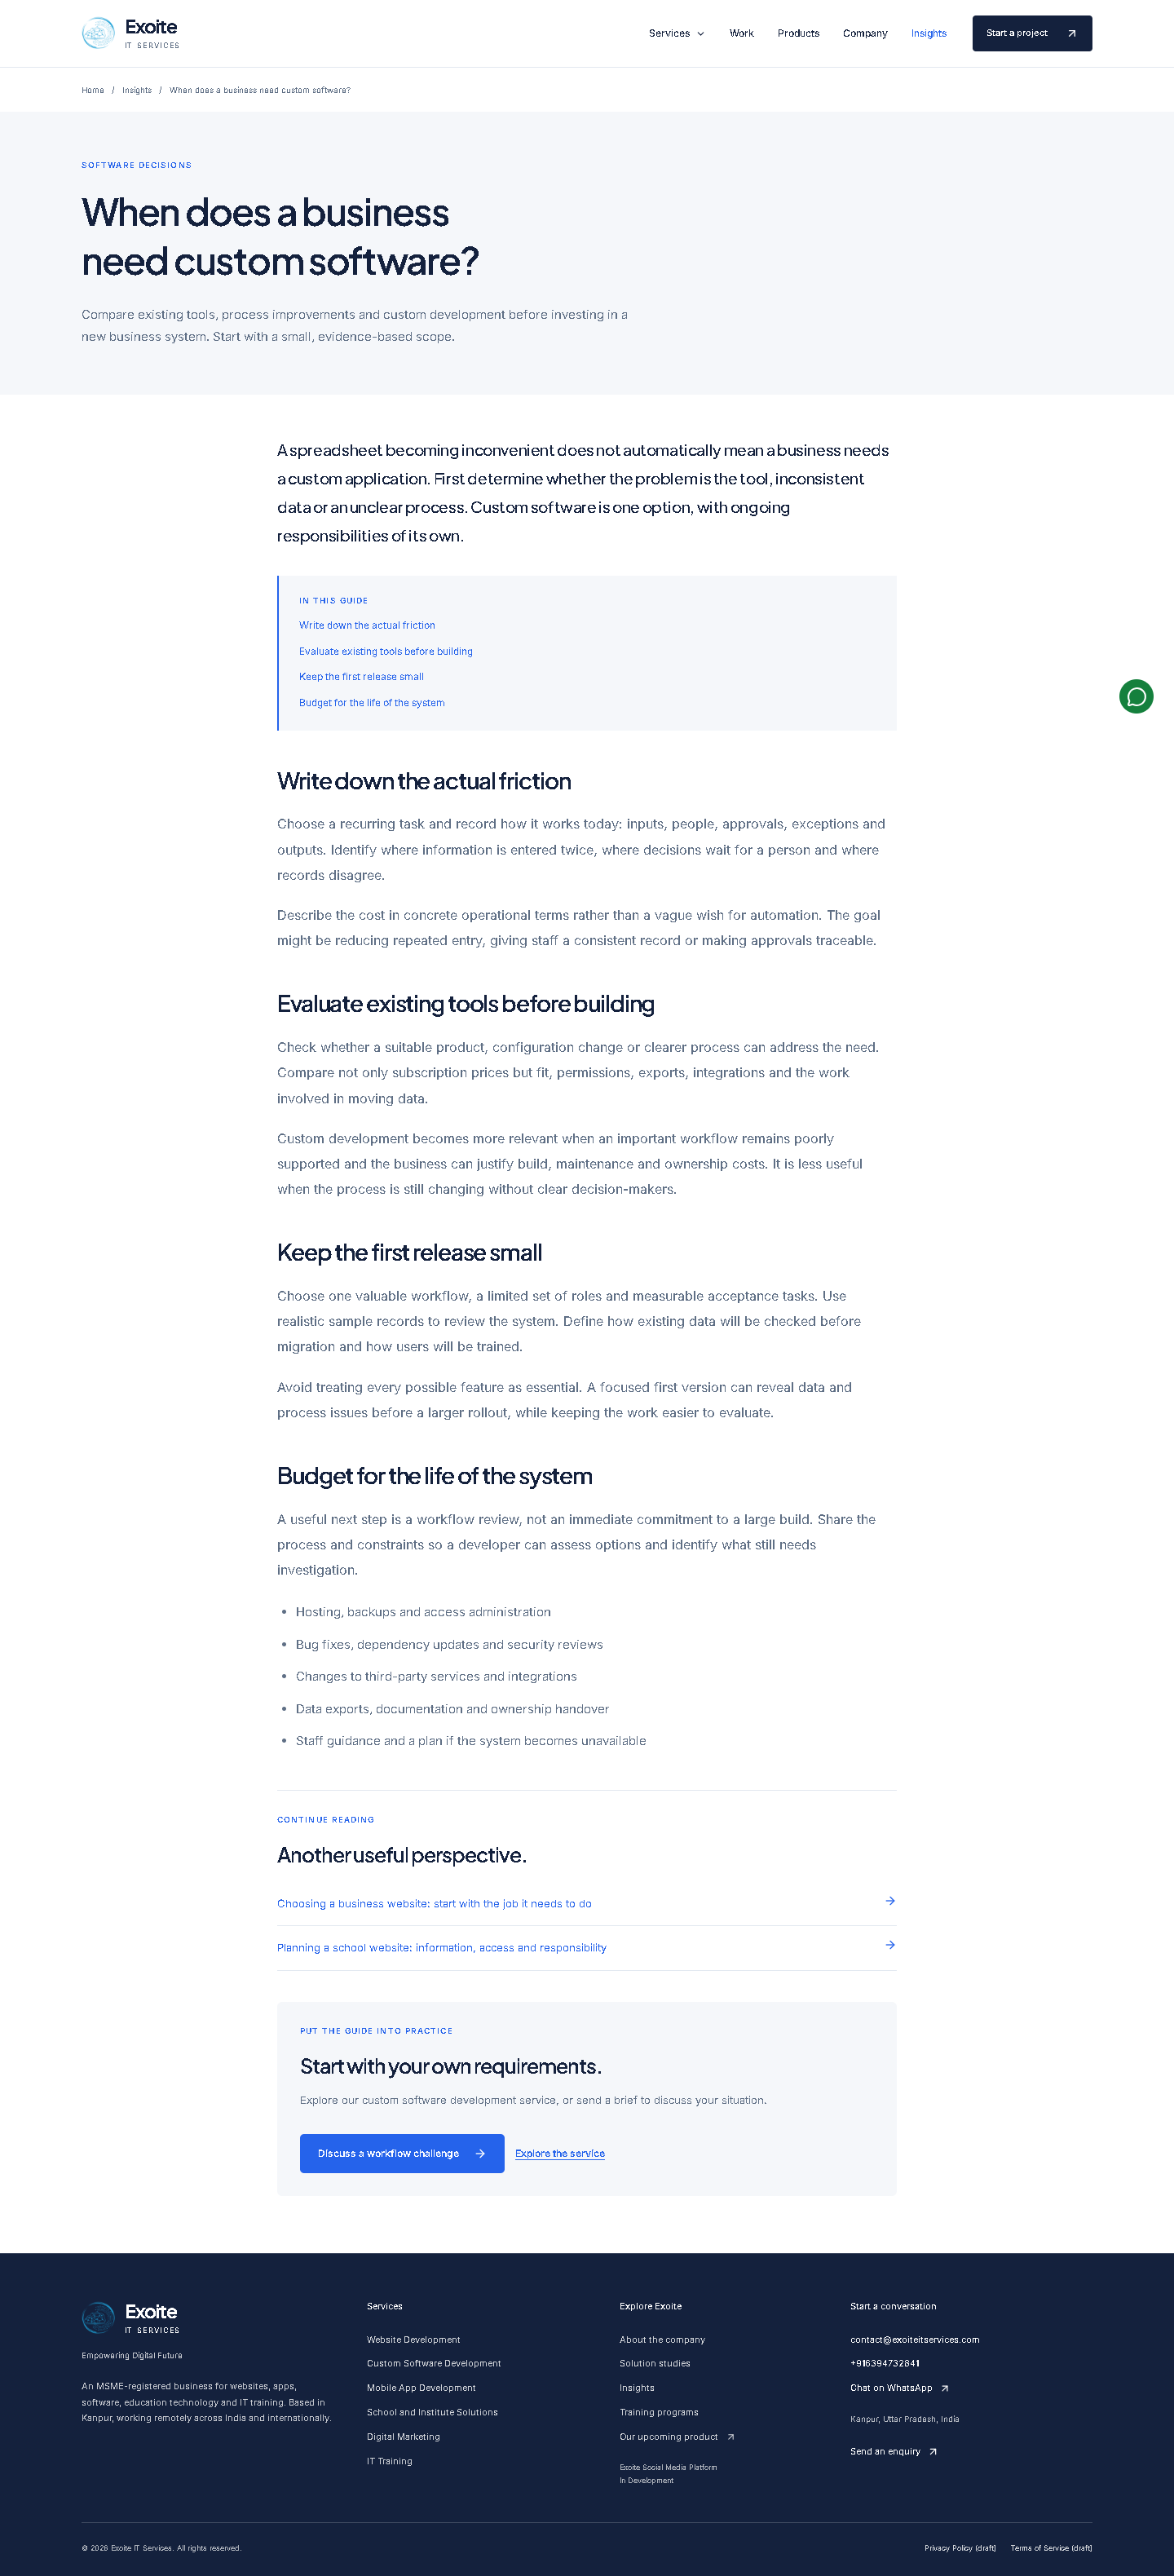 Exoite
IT SERVICES
Services
Work
Products
Company
Insights
Start a project
Home / Insights / When does a business need custom software?
SOFTWARE DECISIONS
When does a business
need custom software?
Compare existing tools, process improvements and custom development before investing in a
new business system. Start with a small, evidence-based scope.
A spreadsheet becoming inconvenient does not automatically mean a business needs
a custom application. First determine whether the problem is the tool, inconsistent
data or an unclear process. Custom software is one option, with ongoing
responsibilities of its own.
IN THIS GUIDE
Write down the actual friction
Evaluate existing tools before building
Keep the first release small
Budget for the life of the system
Write down the actual friction
Choose a recurring task and record how it works today: inputs, people, approvals, exceptions and
outputs. Identify where information is entered twice, where decisions wait for a person and where
records disagree.
Describe the cost in concrete operational terms rather than a vague wish for automation. The goal
might be reducing repeated entry, giving staff a consistent record or making approvals traceable.
Evaluate existing tools before building
Check whether a suitable product, configuration change or clearer process can address the need.
Compare not only subscription prices but fit, permissions, exports, integrations and the work
involved in moving data.
Custom development becomes more relevant when an important workflow remains poorly
supported and the business can justify build, maintenance and ownership costs. It is less useful
when the process is still changing without clear decision-makers.
Keep the first release small
Choose one valuable workflow, a limited set of roles and measurable acceptance tasks. Use
realistic sample records to review the system. Define how existing data will be checked before
migration and how users will be trained.
Avoid treating every possible feature as essential. A focused first version can reveal data and
process issues before a larger rollout, while keeping the work easier to evaluate.
Budget for the life of the system
A useful next step is a workflow review, not an immediate commitment to a large build. Share the
process and constraints so a developer can assess options and identify what still needs
investigation.
• Hosting, backups and access administration
• Bug fixes, dependency updates and security reviews
• Changes to third-party services and integrations
• Data exports, documentation and ownership handover
• Staff guidance and a plan if the system becomes unavailable
CONTINUE READING
Another useful perspective.
Choosing a business website: start with the job it needs to do
Planning a school website: information, access and responsibility
PUT THE GUIDE INTO PRACTICE
Start with your own requirements.
Explore our custom software development service, or send a brief to discuss your situation.
Discuss a workflow challenge
Explore the service
Exoite
IT SERVICES
Empowering Digital Future
An MSME-registered business for websites, apps,
software, education technology and IT training. Based in
Kanpur, working remotely across India and internationally.
Services
Website Development
Custom Software Development
Mobile App Development
School and Institute Solutions
Digital Marketing
IT Training
Explore Exoite
About the company
Solution studies
Insights
Training programs
Our upcoming product
Exoite Social Media Platform
In Development
Start a conversation
contact@exoiteitservices.com
+916394732841
Chat on WhatsApp
Kanpur, Uttar Pradesh, India
Send an enquiry
© 2026 Exoite IT Services. All rights reserved.
Privacy Policy (draft)
Terms of Service (draft)